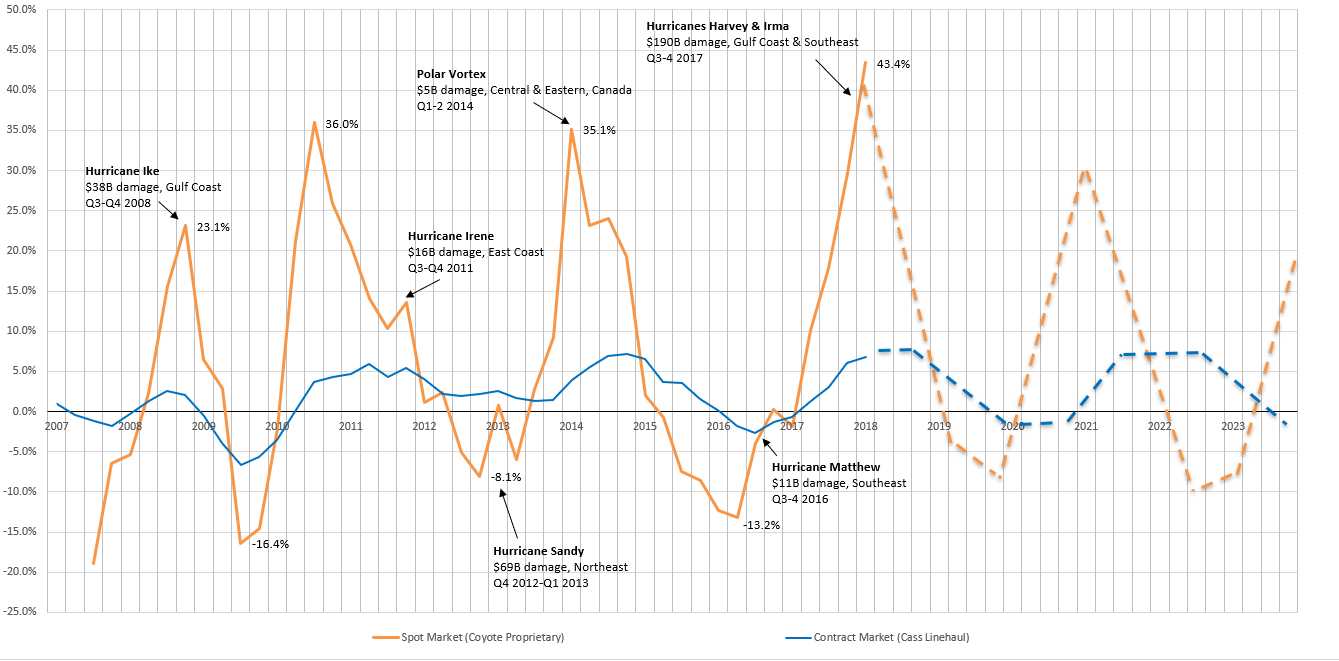 50.0%
45.0%
40.0%
35.0%
30.0%
25.0%
20.0%
15.0%
10.0%
5.0%
0.0%
-5.0%
-10.0%
-15.0%
-20.0%
-25.0%
Hurricane Ike
$38B damage, Gulf Coast
Q3-Q4 2008
23.1%
36.0%
Hurricane Irene
$16B damage, East Coast
Q3-Q4 2011
Polar Vortex
$5B damage, Central & Eastern, Canada
Q1-2 2014
35.1%
Hurricanes Harvey & Irma
$190B damage, Gulf Coast & Southeast
Q3-4 2017
43.4%
2007 2008 2009 2010 2011 2012 2013 2014 2015 2016 2017 2018 2019 2020 2021 2022 2023
-16.4%
-8.1%
Hurricane Sandy
$69B damage, Northeast
Q4 2012-Q1 2013
-13.2%
Hurricane Matthew
$11B damage, Southeast
Q3-4 2016
Spot Market (Coyote Proprietary)
Contract Market (Cass Linehaul)